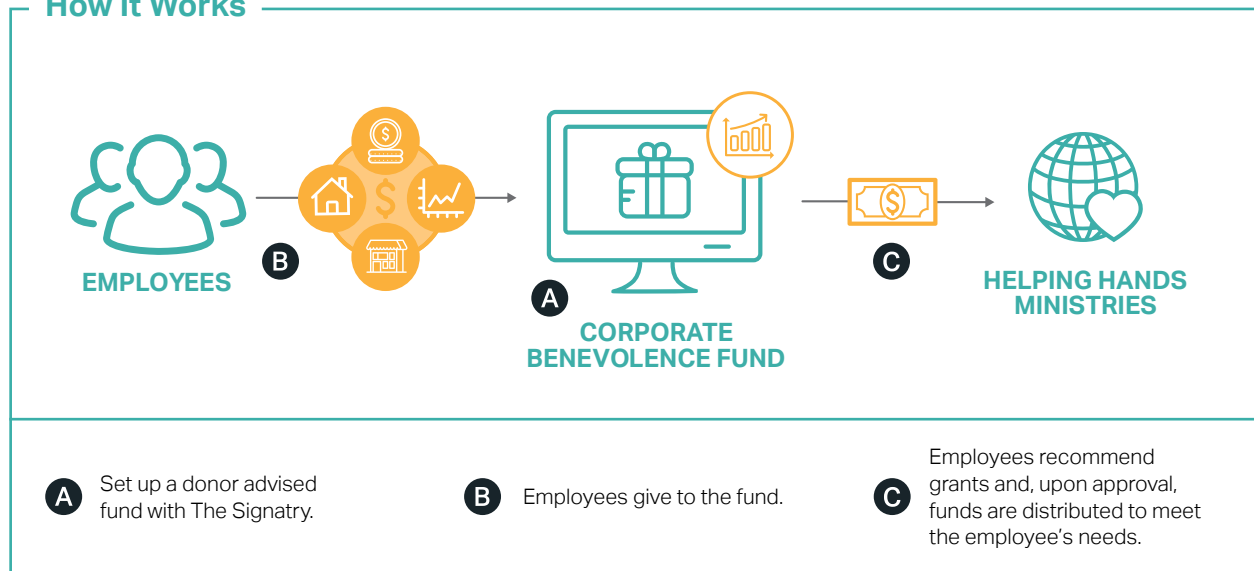 How It Works
$
$
B
EMPLOYEES
A
CORPORATE
BENEVOLENCE FUND
$
C
HELPING HANDS
MINISTRIES
A
Set up a donor advised
fund with The Signatry.
B
Employees give to the fund.
C
Employees recommend
grants and, upon approval,
funds are distributed to meet
the employee's needs.